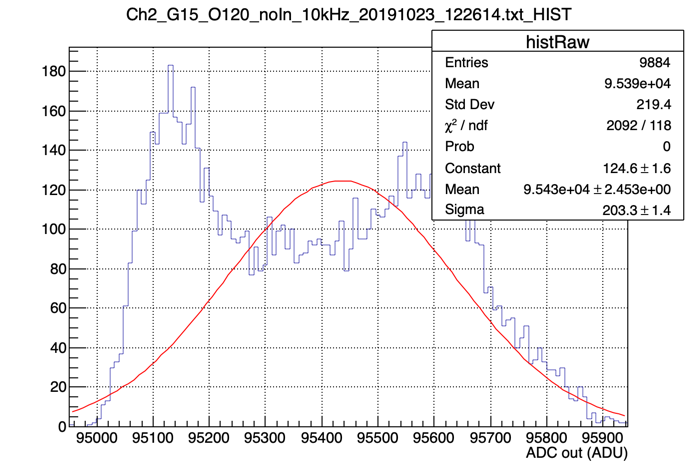 Ch2_G15_O120_noIn_10kHz_20191023_122614.txt_HIST
histRaw
Entries 9884
Mean 9.539e+04
Std Dev 219.4
χ² / ndf 2092 / 118
Prob 0
Constant 124.6 ± 1.6
Mean 9.543e+04 ± 2.453e+00
Sigma 203.3 ± 1.4
180
160
140
120
100
80
60
40
20
0
95000 95100 95200 95300 95400 95500 95600 95700 95800 95900
ADC out (ADU)